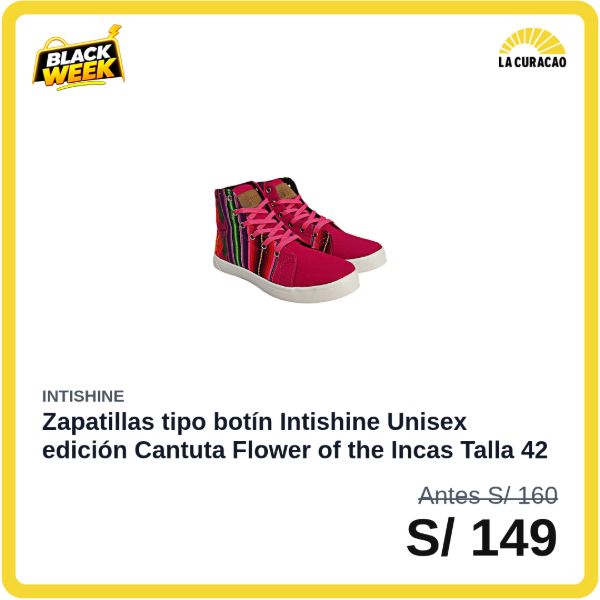 BLACK
WEEK
LA CURACAO
INTISHINE
Zapatillas tipo botín Intishine Unisex
edición Cantuta Flower of the Incas Talla 42
Antes S/ 160
S/ 149